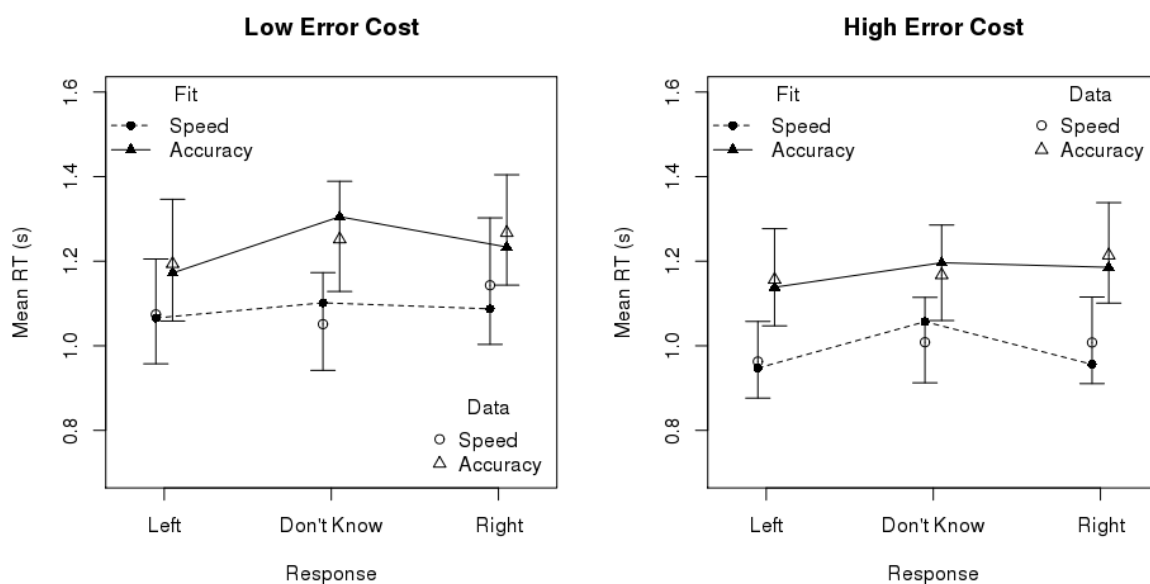 Low Error Cost
Mean RT (s)
1.6
1.4
1.2
1.0
0.8
Fit
Speed
Accuracy
Data
Speed
Accuracy
Left
Don't Know
Right
Response
High Error Cost
Mean RT (s)
1.6
1.4
1.2
1.0
0.8
Fit
Speed
Accuracy
Data
Speed
Accuracy
Left
Don't Know
Right
Response